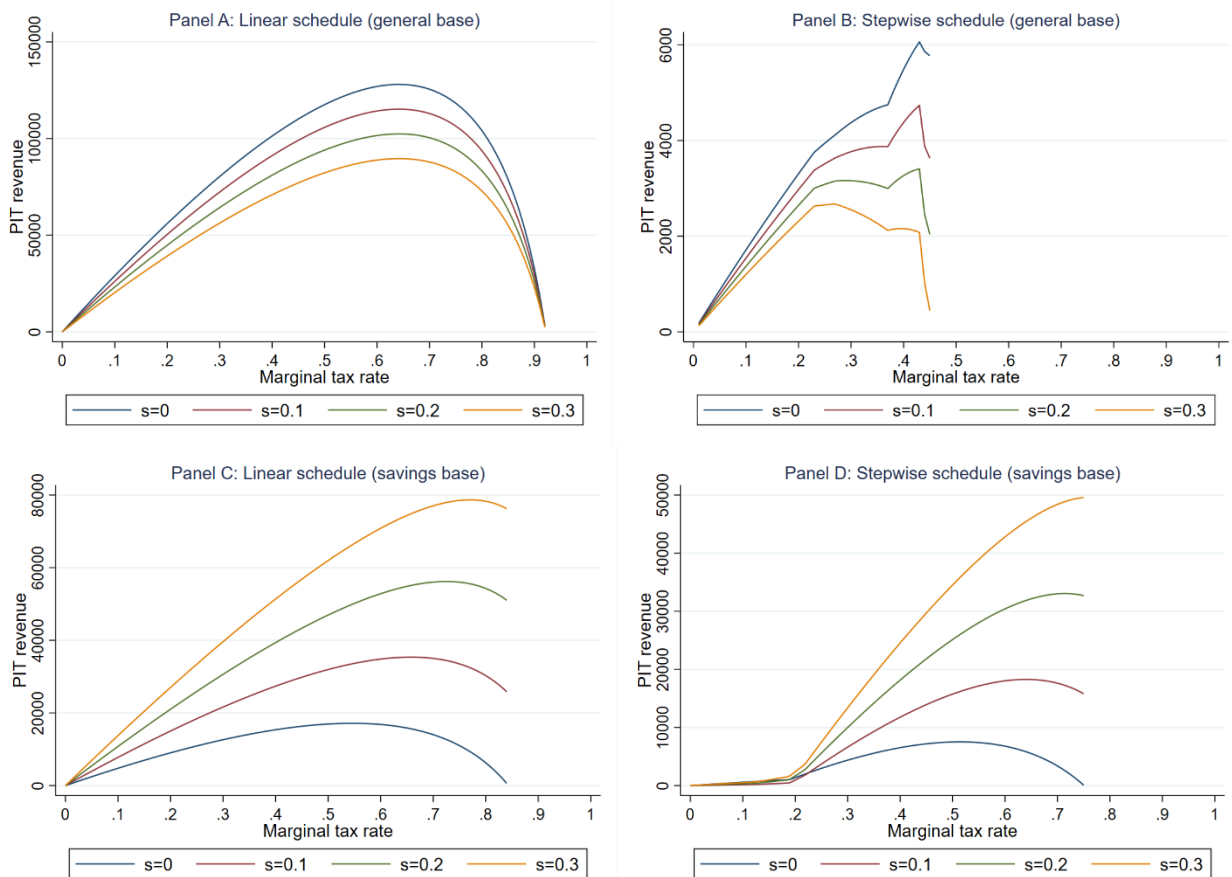 Panel A: Linear schedule (general base)
PIT revenue
150000
100000
50000
0
0 .1 .2 .3 .4 .5 .6 .7 .8 .9 1
Marginal tax rate
s=0 s=0.1 s=0.2 s=0.3
Panel B: Stepwise schedule (general base)
PIT revenue
6000
4000
2000
0
0 .1 .2 .3 .4 .5 .6 .7 .8 .9 1
Marginal tax rate
s=0 s=0.1 s=0.2 s=0.3
Panel C: Linear schedule (savings base)
PIT revenue
80000
60000
40000
20000
0
0 .1 .2 .3 .4 .5 .6 .7 .8 .9 1
Marginal tax rate
s=0 s=0.1 s=0.2 s=0.3
Panel D: Stepwise schedule (savings base)
PIT revenue
50000
40000
30000
20000
10000
0
0 .1 .2 .3 .4 .5 .6 .7 .8 .9 1
Marginal tax rate
s=0 s=0.1 s=0.2 s=0.3